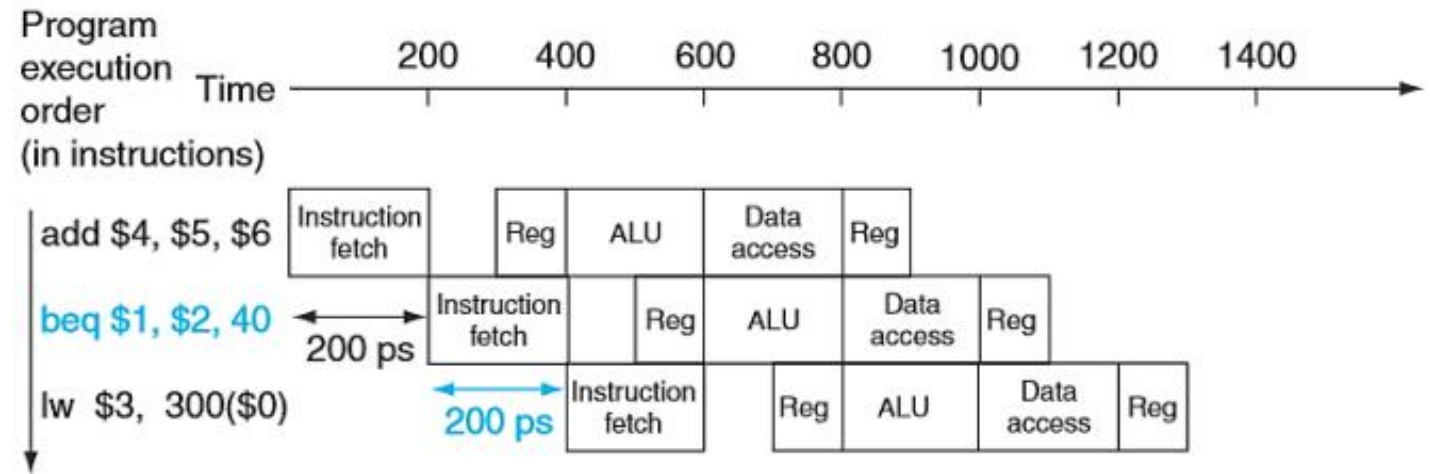 Program
execution
order
(in instructions)
Time
200 400 600 800 1000 1200 1400
add $4, $5, $6
Instruction
fetch
Reg
ALU
Data
access
Reg
beq $1, $2, 40
200 ps
Instruction
fetch
Reg
ALU
Data
access
Reg
lw $3, 300($0)
200 ps
Instruction
fetch
Reg
ALU
Data
access
Reg